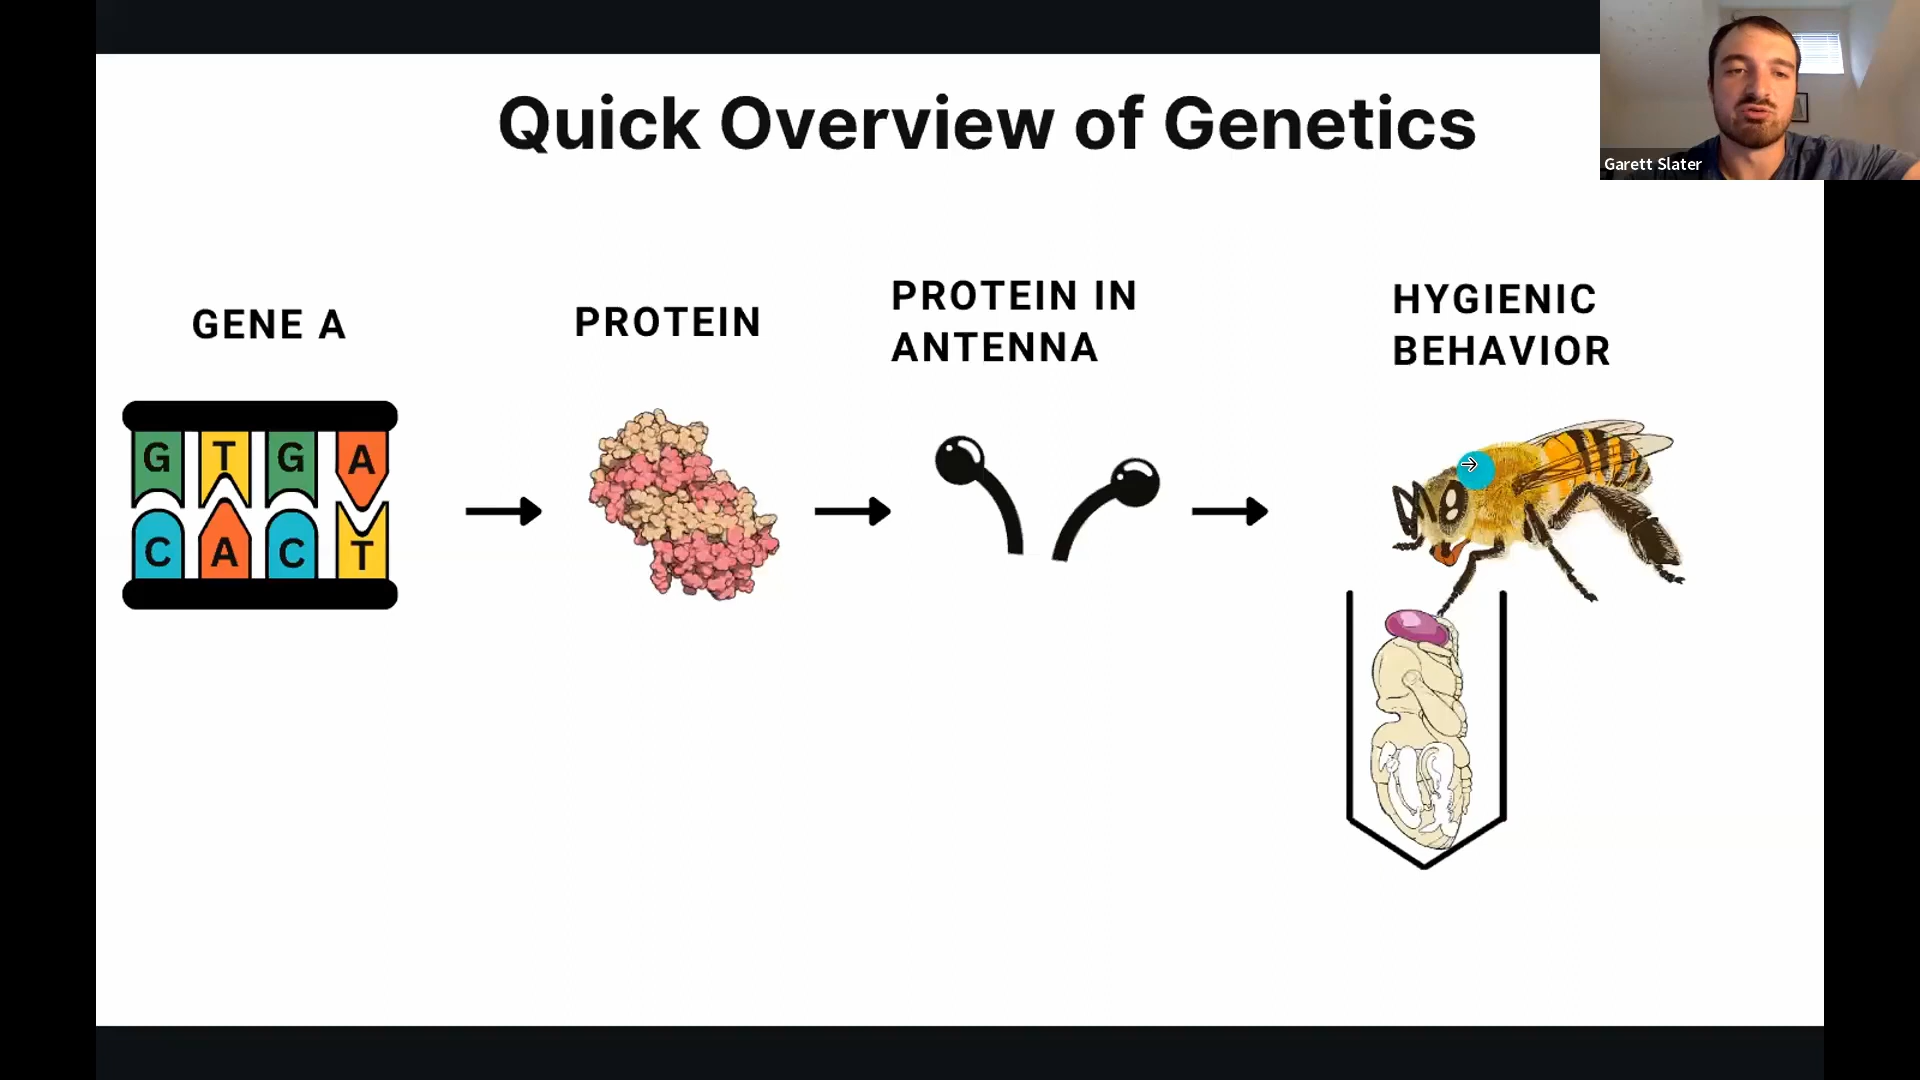 Quick Overview of Genetics
Garett Slater
GENE A
PROTEIN
PROTEIN IN
ANTENNA
HYGIENIC
BEHAVIOR
G T G A
C A C T